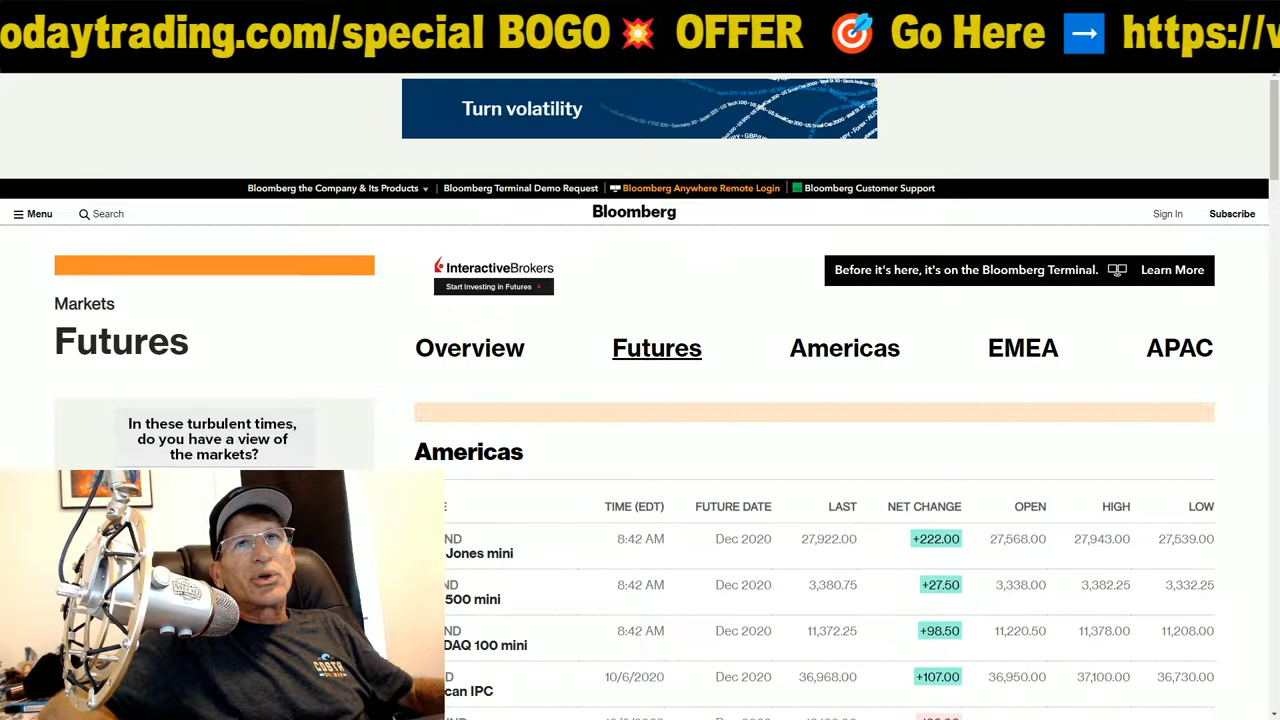 odaytrading.com/special BOGO💥 OFFER 🎯 Go Here ➡️ https://v
Turn volatility
Bloomberg the Company & Its Products ▾ | Bloomberg Terminal Demo Request | Bloomberg Anywhere Remote Login | Bloomberg Customer Support
Menu Search Bloomberg Sign In Subscribe
InteractiveBrokers
Start Investing in Futures
Before it's here, it's on the Bloomberg Terminal. Learn More
Markets
Futures
Overview Futures Americas EMEA APAC
In these turbulent times,
do you have a view of
the markets?
Americas
E TIME (EDT) FUTURE DATE LAST NET CHANGE OPEN HIGH LOW
ND 8:42 AM Dec 2020 27,922.00 +222.00 27,568.00 27,943.00 27,539.00
Jones mini
ND 8:42 AM Dec 2020 3,380.75 +27.50 3,338.00 3,382.25 3,332.25
500 mini
ND 8:42 AM Dec 2020 11,372.25 +98.50 11,220.50 11,378.00 11,208.00
DAQ 100 mini
D 10/6/2020 36,968.00 +107.00 36,950.00 37,100.00 36,730.00
can IPC
COSTA